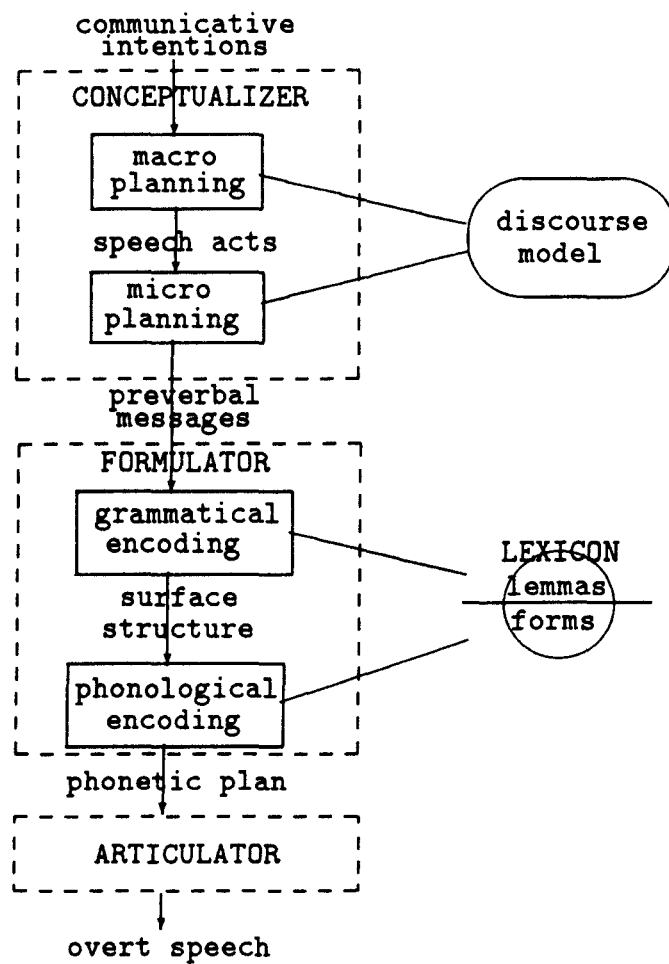 communicative
intentions
CONCEPTUALIZER
macro
planning
speech acts
micro
planning
discourse
model
preverbal
messages
FORMULATOR
grammatical
encoding
surface
structure
phonological
encoding
LEXICON
lemmas
forms
phonetic plan
ARTICULATOR
overt speech